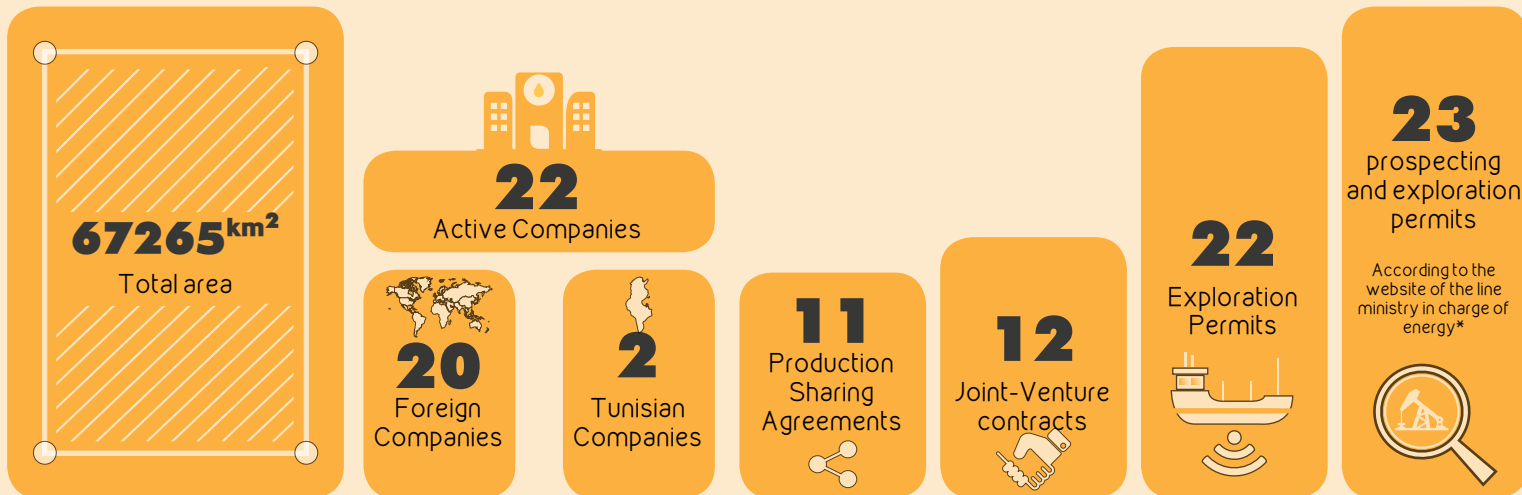 67265km²
Total area
22
Active Companies
20
Foreign
Companies
2
Tunisian
Companies
11
Production
Sharing
Agreements
12
Joint-Venture
contracts
22
Exploration
Permits
23
prospecting
and exploration
permits
According to the
website of the line
ministry in charge of
energy*